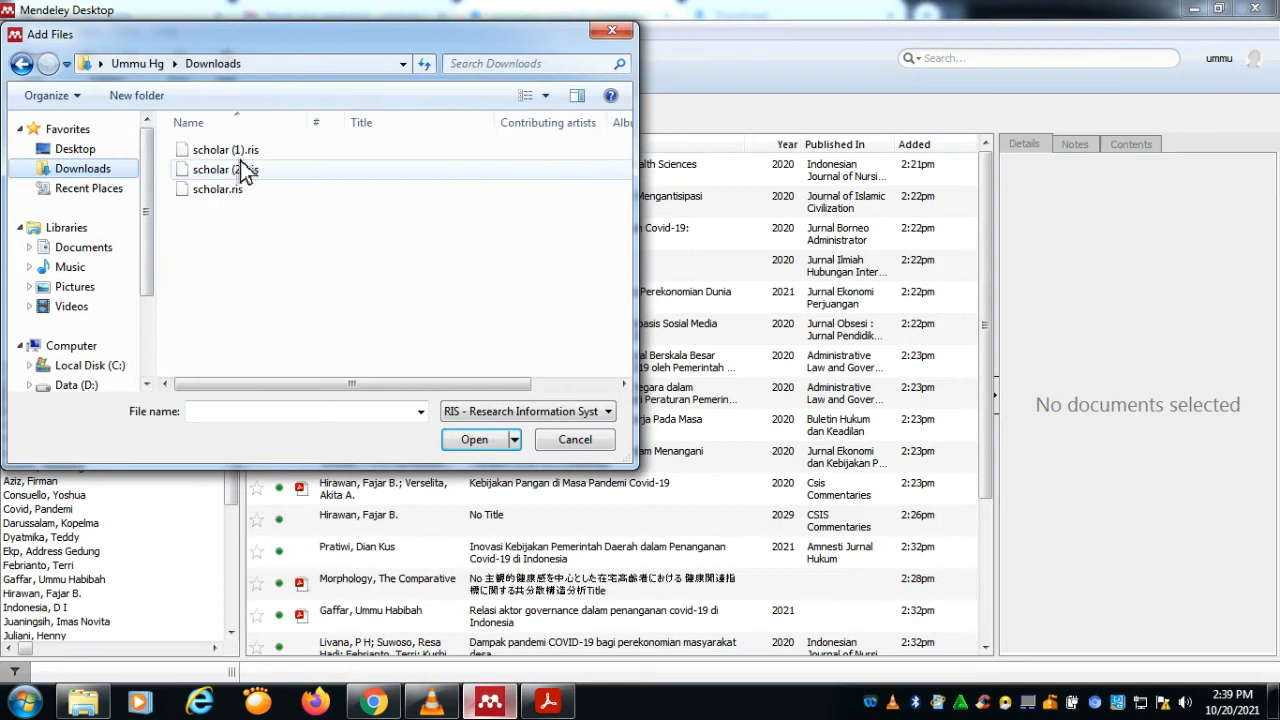 Mendeley Desktop
Add Files
Ummu Hg
Downloads
Search Downloads
Search...
ummu
Organize
New folder
Name
#
Title
Contributing artists
Albu
Favorites
Desktop
Downloads
Recent Places
Libraries
Documents
Music
Pictures
Videos
Computer
Local Disk (C:)
Data (D:)
scholar (1).ris
scholar
scholar.ris
File name:
RIS - Research Information Syst
Open
Cancel
Year
Published In
Added
Details
Notes
Contents
No documents selected
alth Sciences
2020
Indonesian
Journal of Nursi...
2:21pm
Mengantisipasi
2020
Journal of Islamic
Civilization
2:22pm
Covid-19:
2020
Jurnal Borneo
Administrator
2:22pm
2020
Jurnal Ilmiah
Hubungan Inter...
2:22pm
Perekonomian Dunia
2021
Jurnal Ekonomi
Perjuangan
2:22pm
basis Sosial Media
2020
Jurnal Obsesi :
Jurnal Pendidik...
2:22pm
al Berskala Besar
19 oleh Pemerintah ...
2020
Administrative
Law and Gover...
2:23pm
egara dalam
Peraturan Pemerin...
2020
Administrative
Law and Gover...
2:23pm
rja Pada Masa
2020
Buletin Hukum
dan Keadilan
2:23pm
am Menangani
2020
Jurnal Ekonomi
dan Kebijakan P...
2:23pm
Hirawan, Fajar B.; Verselita,
Akita A.
Kebijakan Pangan di Masa Pandemi Covid-19
2020
Csis
Commentaries
2:23pm
Hirawan, Fajar B.
No Title
2029
CSIS
Commentaries
2:26pm
Pratiwi, Dian Kus
Inovasi Kebijakan Pemerintah Daerah dalam Penanganan
Covid-19 di Indonesia
2021
Amnesti Jurnal
Hukum
2:32pm
Morphology, The Comparative
No 主観的健康感を中心とした在宅高齢者における 健康関連指
標に関する共分散構造分析Title
2:28pm
Gaffar, Ummu Habibah
Relasi aktor governance dalam penanganan covid-19 di
Indonesia
2021
2:32pm
Livana, P H; Suwoso, Resa
Hadi; Febrianto, Terri; Kushi
Dampak pandemi COVID-19 bagi perekonomian masyarakat
desa
2020
Indonesian
Journal of Nursi
2:32pm
Aziz, Firman
Consuello, Yoshua
Covid, Pandemi
Darussalam, Kopelma
Dyatmika, Teddy
Ekp, Address Gedung
Febrianto, Terri
Gaffar, Ummu Habibah
Hirawan, Fajar B.
Indonesia, D I
Juaningsih, Imas Novita
Juliani, Henny
2:39 PM
10/20/2021